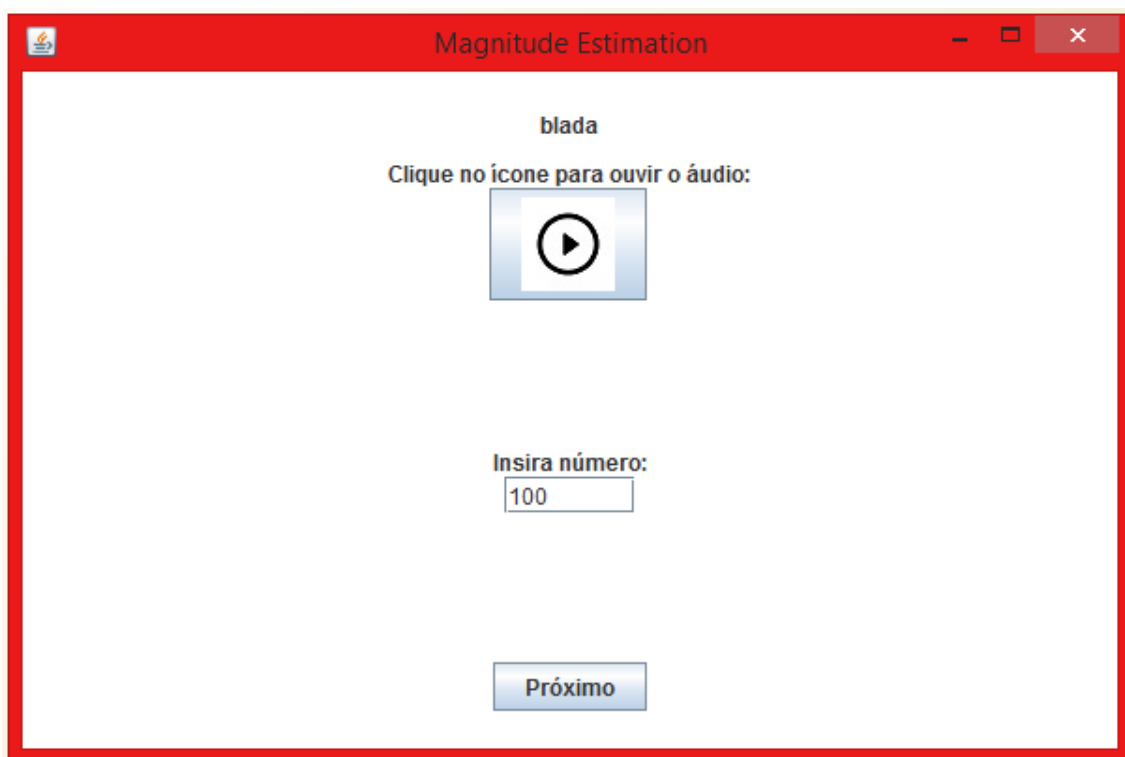 Magnitude Estimation
blada
Clique no ícone para ouvir o áudio:
Insira número:
100
Próximo